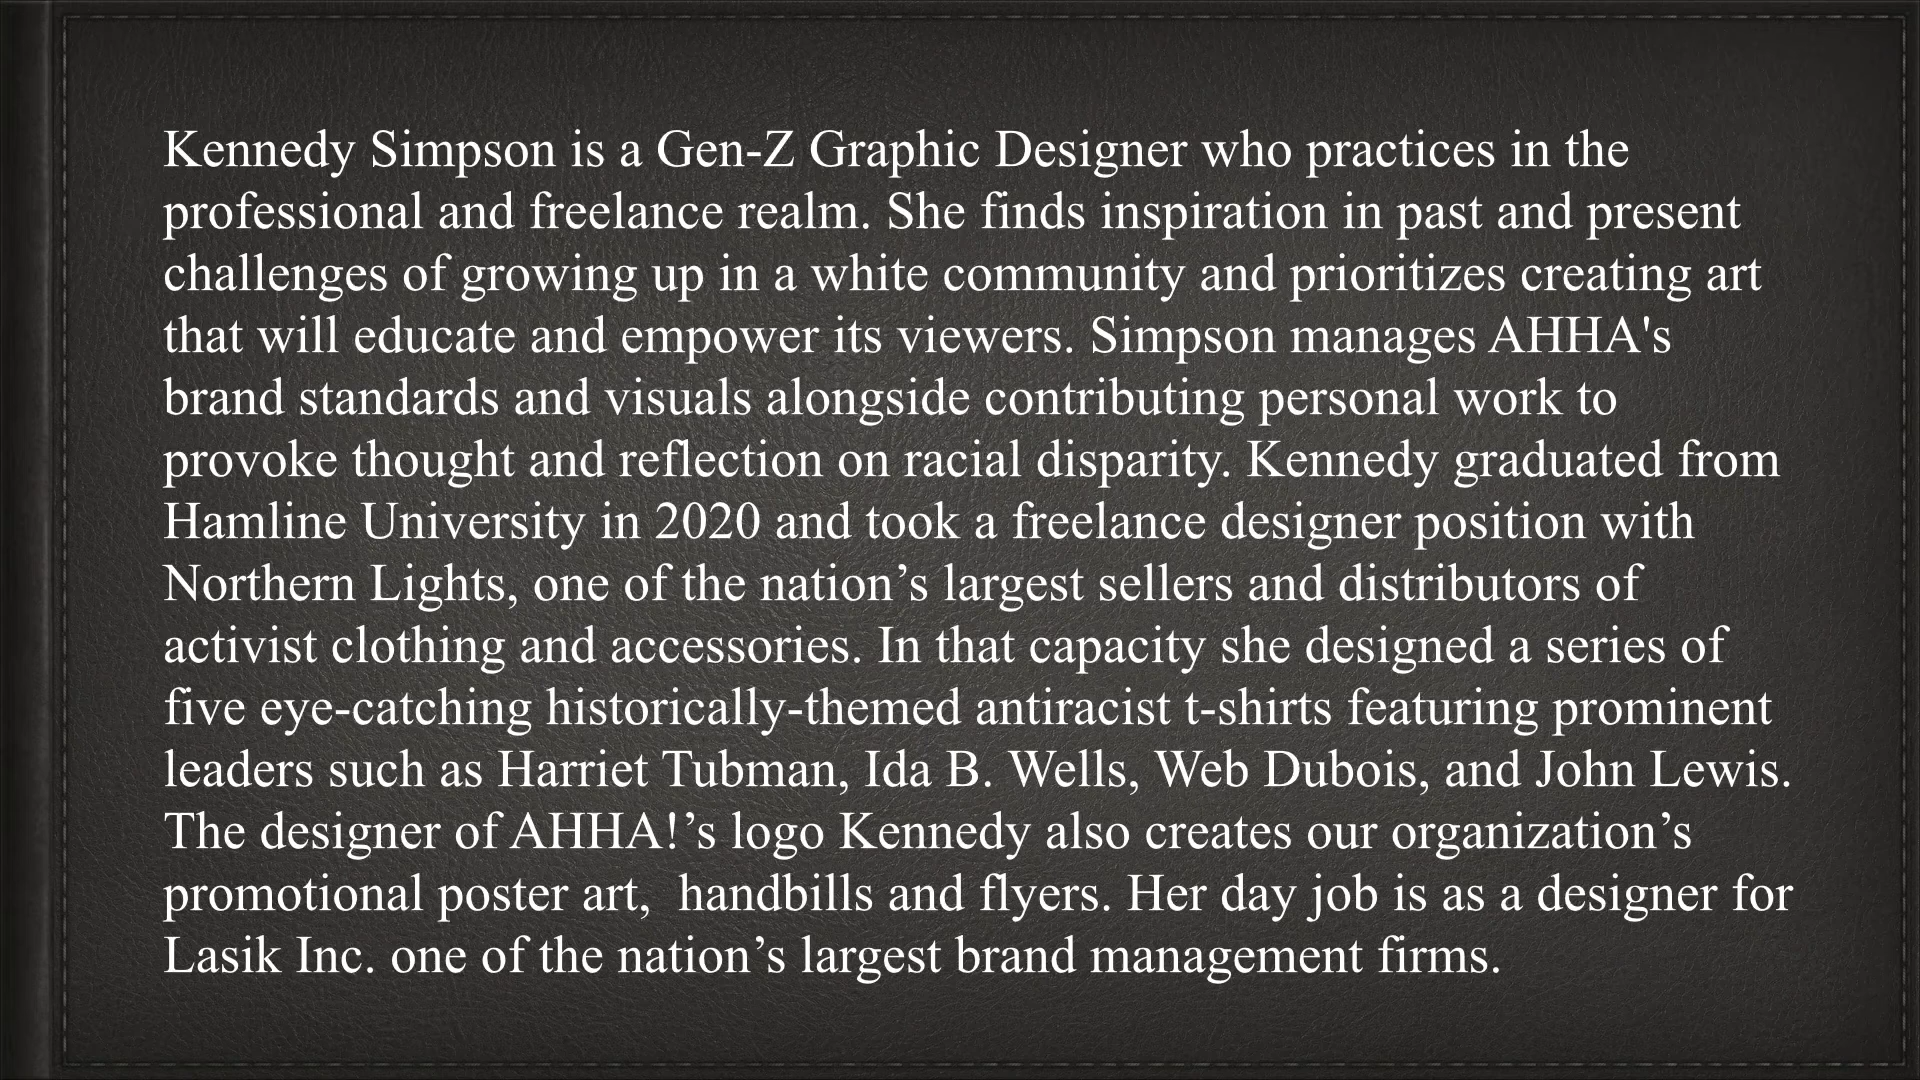 Kennedy Simpson is a Gen-Z Graphic Designer who practices in the
professional and freelance realm. She finds inspiration in past and present
challenges of growing up in a white community and prioritizes creating art
that will educate and empower its viewers. Simpson manages AHHA's
brand standards and visuals alongside contributing personal work to
provoke thought and reflection on racial disparity. Kennedy graduated from
Hamline University in 2020 and took a freelance designer position with
Northern Lights, one of the nation’s largest sellers and distributors of
activist clothing and accessories. In that capacity she designed a series of
five eye-catching historically-themed antiracist t-shirts featuring prominent
leaders such as Harriet Tubman, Ida B. Wells, Web Dubois, and John Lewis.
The designer of AHHA!’s logo Kennedy also creates our organization’s
promotional poster art,  handbills and flyers. Her day job is as a designer for
Lasik Inc. one of the nation’s largest brand management firms.